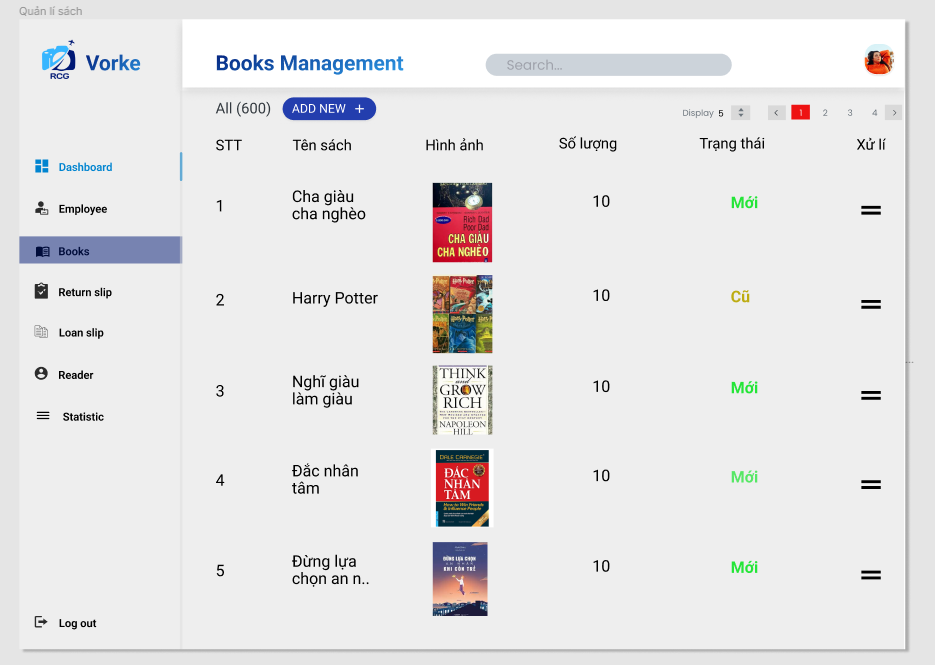 Quản lí sách
RCG
Vorke
Books Management
Search...
All (600)
ADD NEW +
Display 5
< 1 2 3 4 >
STT
Tên sách
Hình ảnh
Số lượng
Trạng thái
Xử lí
Dashboard
Employee
Books
Return slip
Loan slip
Reader
Statistic
Log out
1
Cha giàu
cha nghèo
Rich Dad
Poor Dad
CHA GIÀU
CHA NGHÈO
10
Mới
2
Harry Potter
10
Cũ
3
Nghĩ giàu
làm giàu
THINK
and
GROW
RICH
NAPOLEON
HILL
10
Mới
4
Đắc nhân
tâm
DALE CARNEGIE
ĐẮC
NHÂN
TÂM
How to Win Friends
& Influence People
10
Mới
5
Đừng lựa
chọn an n..
ĐỪNG LỰA CHỌN
AN NHÀN
KHI CÒN TRẺ
10
Mới